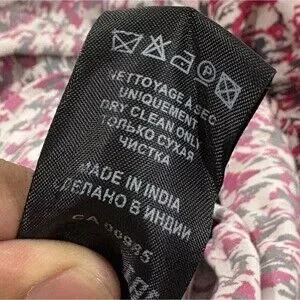 NETTOYAGE A SEC
UNIQUEMENT
DRY CLEAN ONLY
ТОЛЬКО СУХАЯ
ЧИСТКА
MADE IN INDIA
СДЕЛАНО В ИНДИИ